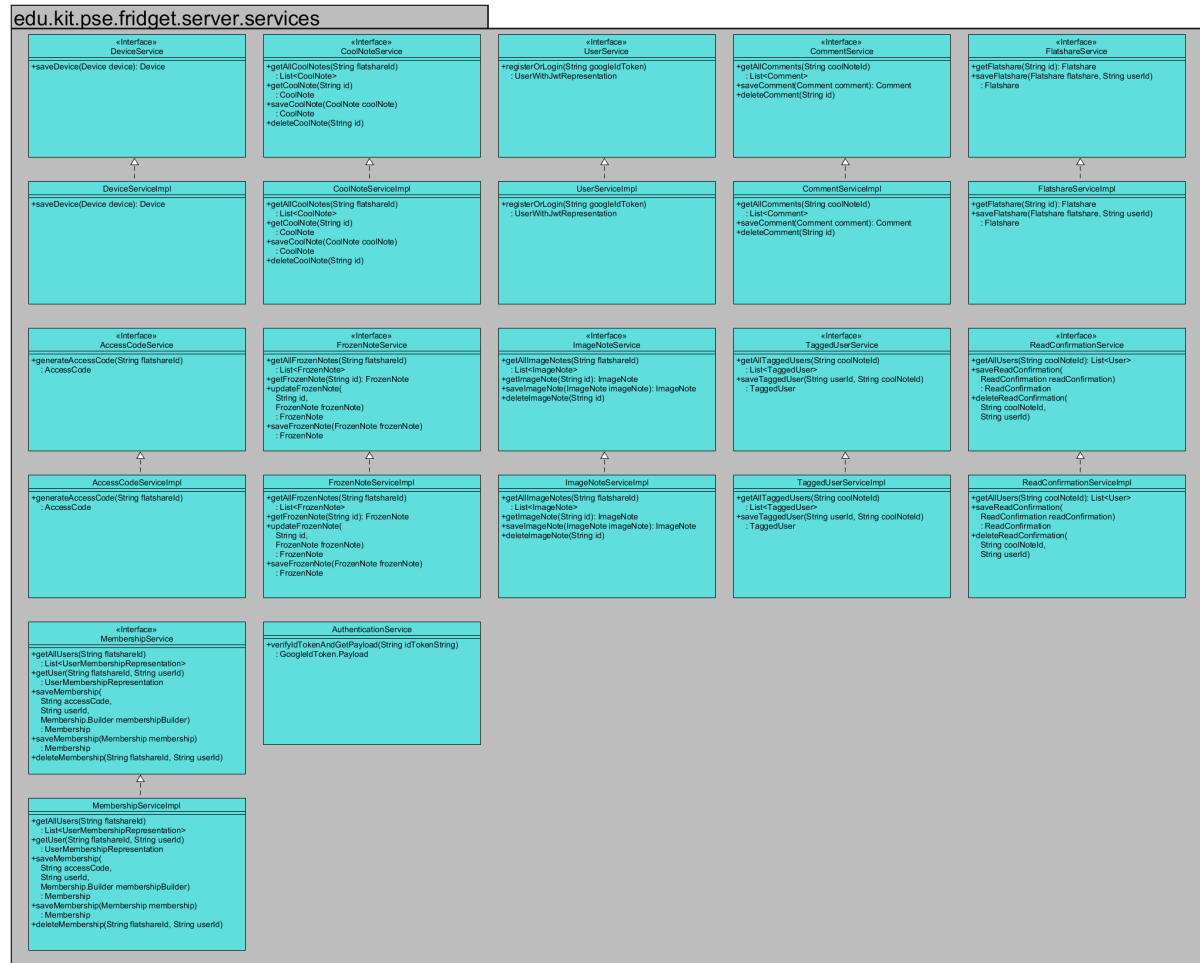 edu.kit.pse.fridget.server.services
«Interface»
DeviceService
+saveDevice(Device device): Device
«Interface»
CoolNoteService
+getAllCoolNotes(String flatshareId)
: List<CoolNote>
+getCoolNote(String id)
: CoolNote
+saveCoolNote(CoolNote coolNote)
: CoolNote
+deleteCoolNote(String id)
«Interface»
UserService
+registerOrLogin(String googleIdToken)
: UserWithJwtRepresentation
«Interface»
CommentService
+getAllComments(String coolNoteId)
: List<Comment>
+saveComment(Comment comment): Comment
+deleteComment(String id)
«Interface»
FlatshareService
+getFlatshare(String id): Flatshare
+saveFlatshare(Flatshare flatshare, String userId)
: Flatshare
DeviceServiceImpl
+saveDevice(Device device): Device
CoolNoteServiceImpl
+getAllCoolNotes(String flatshareId)
: List<CoolNote>
+getCoolNote(String id)
: CoolNote
+saveCoolNote(CoolNote coolNote)
: CoolNote
+deleteCoolNote(String id)
UserServiceImpl
+registerOrLogin(String googleIdToken)
: UserWithJwtRepresentation
CommentServiceImpl
+getAllComments(String coolNoteId)
: List<Comment>
+saveComment(Comment comment): Comment
+deleteComment(String id)
FlatshareServiceImpl
+getFlatshare(String id): Flatshare
+saveFlatshare(Flatshare flatshare, String userId)
: Flatshare
«Interface»
AccessCodeService
+generateAccessCode(String flatshareId)
: AccessCode
«Interface»
FrozenNoteService
+getAllFrozenNotes(String flatshareId)
: List<FrozenNote>
+getFrozenNote(String id): FrozenNote
+updateFrozenNote(
String id,
FrozenNote frozenNote)
: FrozenNote
+saveFrozenNote(FrozenNote frozenNote)
: FrozenNote
«Interface»
ImageNoteService
+getAllImageNotes(String flatshareId)
: List<ImageNote>
+getImageNote(String id): ImageNote
+saveImageNote(ImageNote imageNote): ImageNote
+deleteImageNote(String id)
«Interface»
TaggedUserService
+getAllTaggedUsers(String coolNoteId)
: List<TaggedUser>
+saveTaggedUser(String userId, String coolNoteId)
: TaggedUser
«Interface»
ReadConfirmationService
+getAllUsers(String coolNoteId): List<User>
+saveReadConfirmation(
ReadConfirmation readConfirmation)
: ReadConfirmation
+deleteReadConfirmation(
String coolNoteId,
String userId)
AccessCodeServiceImpl
+generateAccessCode(String flatshareId)
: AccessCode
FrozenNoteServiceImpl
+getAllFrozenNotes(String flatshareId)
: List<FrozenNote>
+getFrozenNote(String id): FrozenNote
+updateFrozenNote(
String id,
FrozenNote frozenNote)
: FrozenNote
+saveFrozenNote(FrozenNote frozenNote)
: FrozenNote
ImageNoteServiceImpl
+getAllImageNotes(String flatshareId)
: List<ImageNote>
+getImageNote(String id): ImageNote
+saveImageNote(ImageNote imageNote): ImageNote
+deleteImageNote(String id)
TaggedUserServiceImpl
+getAllTaggedUsers(String coolNoteId)
: List<TaggedUser>
+saveTaggedUser(String userId, String coolNoteId)
: TaggedUser
ReadConfirmationServiceImpl
+getAllUsers(String coolNoteId): List<User>
+saveReadConfirmation(
ReadConfirmation readConfirmation)
: ReadConfirmation
+deleteReadConfirmation(
String coolNoteId,
String userId)
«Interface»
MembershipService
+getAllUsers(String flatshareId)
: List<UserMembershipRepresentation>
+getUser(String flatshareId, String userId)
: UserMembershipRepresentation
+saveMembership(
String accessCode,
String userId,
Membership.Builder membershipBuilder)
: Membership
+saveMembership(Membership membership)
: Membership
+deleteMembership(String flatshareId, String userId)
AuthenticationService
+verifyIdTokenAndGetPayload(String idTokenString)
: GoogleIdToken.Payload
MembershipServiceImpl
+getAllUsers(String flatshareId)
: List<UserMembershipRepresentation>
+getUser(String flatshareId, String userId)
: UserMembershipRepresentation
+saveMembership(
String accessCode,
String userId,
Membership.Builder membershipBuilder)
: Membership
+saveMembership(Membership membership)
: Membership
+deleteMembership(String flatshareId, String userId)